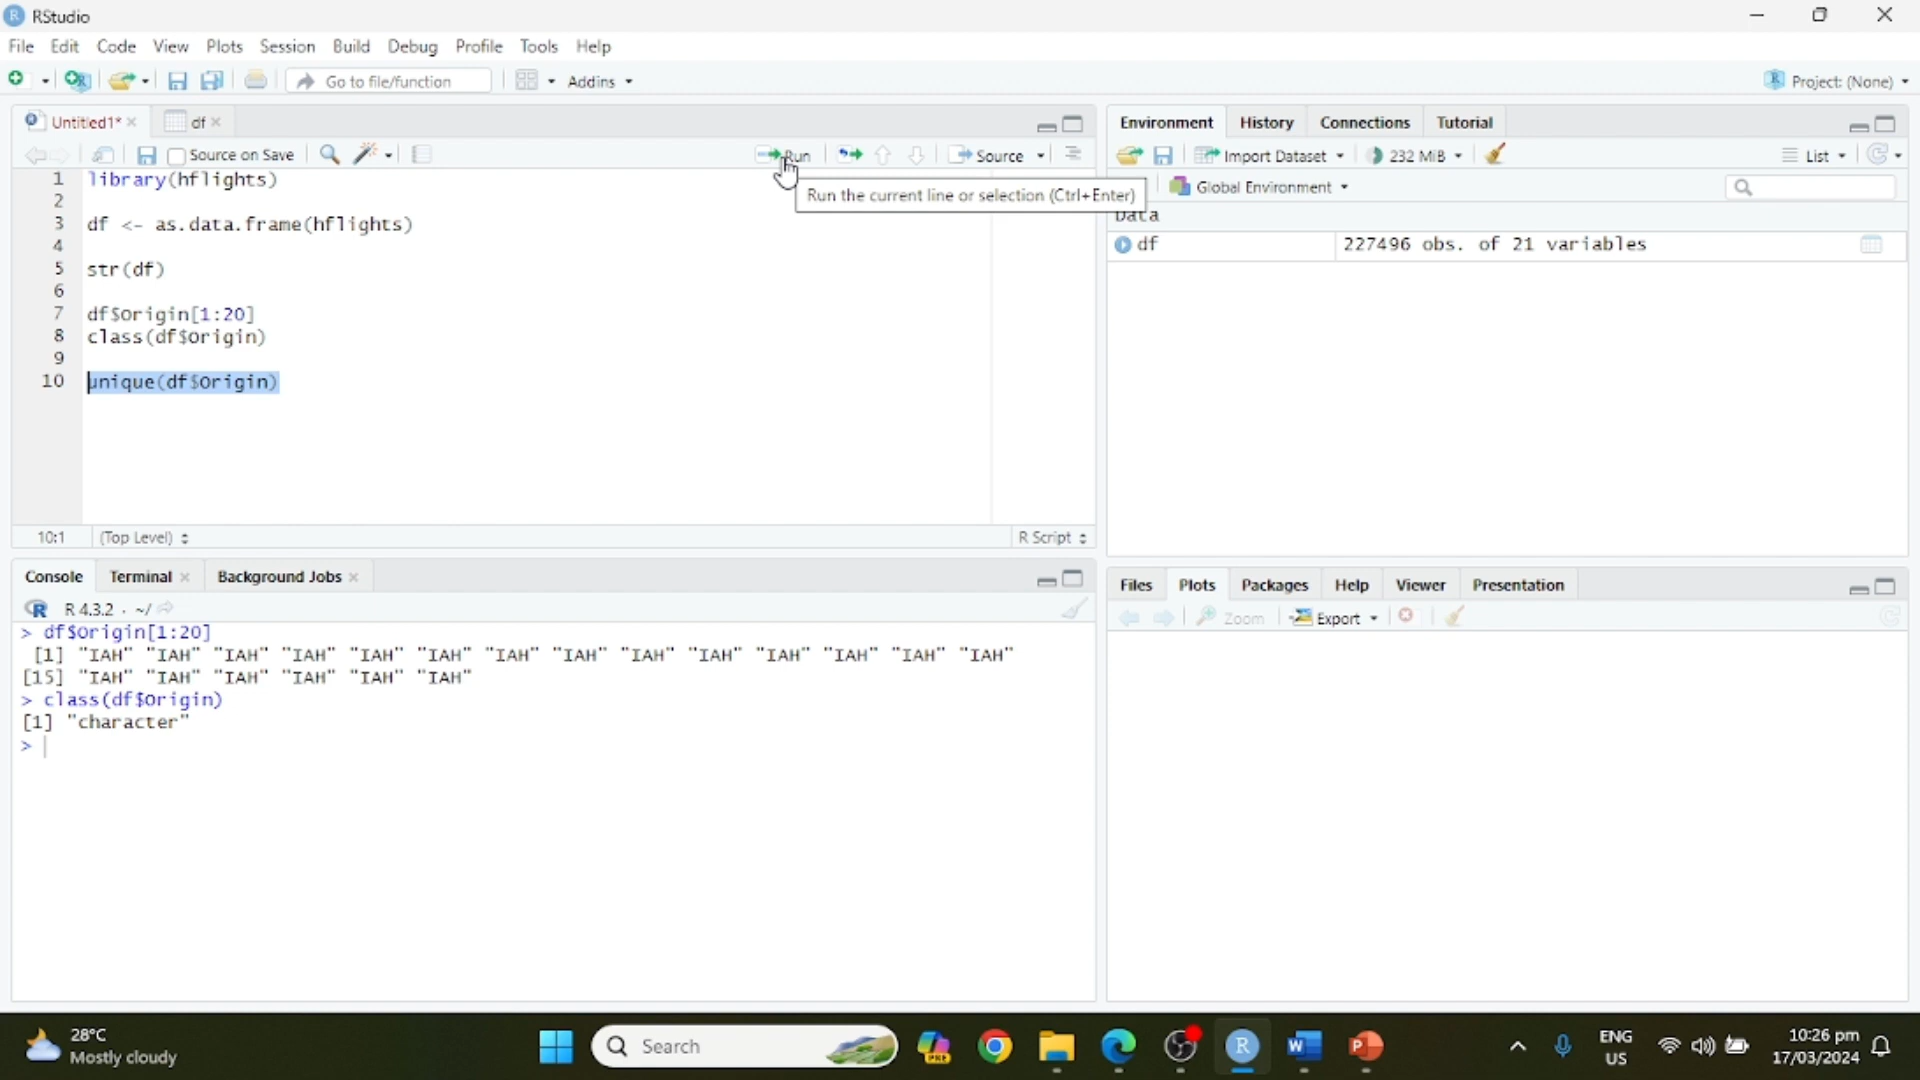 RStudio
File Edit Code View Plots Session Build Debug Profile Tools Help
Go to file/function Addins Project: (None)
Untitled1* df
Source on Save Run Source
Run the current line or selection (Ctrl+Enter)
1 library(hflights)
2
3 df <- as.data.frame(hflights)
4
5 str(df)
6
7 df$Origin[1:20]
8 class(df$Origin)
9
10 unique(df$Origin)
10:1 (Top Level) R Script
Environment History Connections Tutorial
Import Dataset 232 MiB List
Global Environment
Data
df 227496 obs. of 21 variables
Console Terminal Background Jobs
R 4.3.2 · ~/
> df$Origin[1:20]
[1] "IAH" "IAH" "IAH" "IAH" "IAH" "IAH" "IAH" "IAH" "IAH" "IAH" "IAH" "IAH" "IAH" "IAH"
[15] "IAH" "IAH" "IAH" "IAH" "IAH" "IAH"
> class(df$Origin)
[1] "character"
>
Files Plots Packages Help Viewer Presentation
Zoom Export
28°C
Mostly cloudy
Search
PRE
ENG
US
10:26 pm
17/03/2024